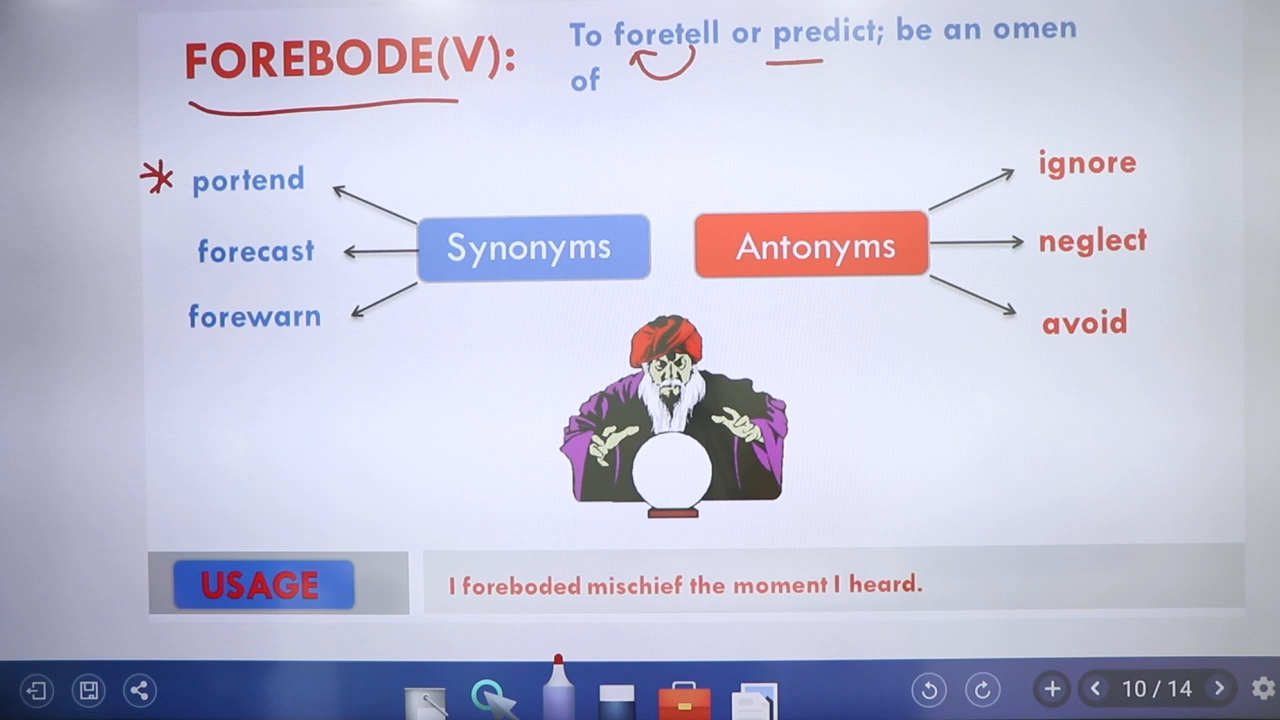 FOREBODE(V):
To foretell or predict; be an omen
of
portend
forecast
forewarn
Synonyms
Antonyms
ignore
neglect
avoid
USAGE
I foreboded mischief the moment I heard.
10 / 14